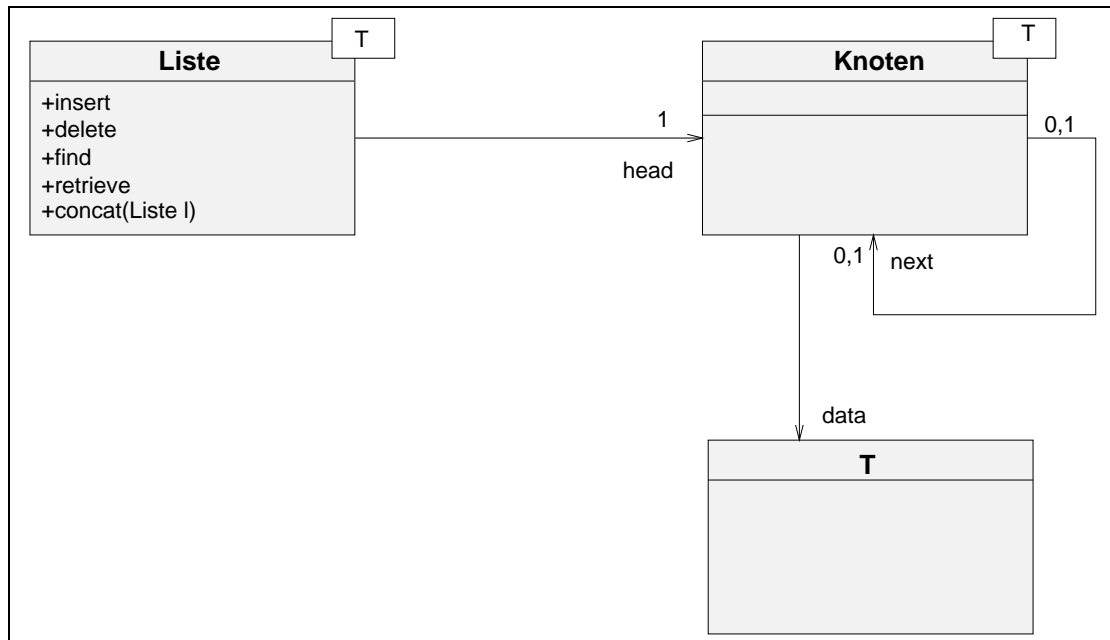 T
Liste
+insert
+delete
+find
+retrieve
+concat(Liste l)
1
head
T
Knoten
0,1
0,1
next
data
T